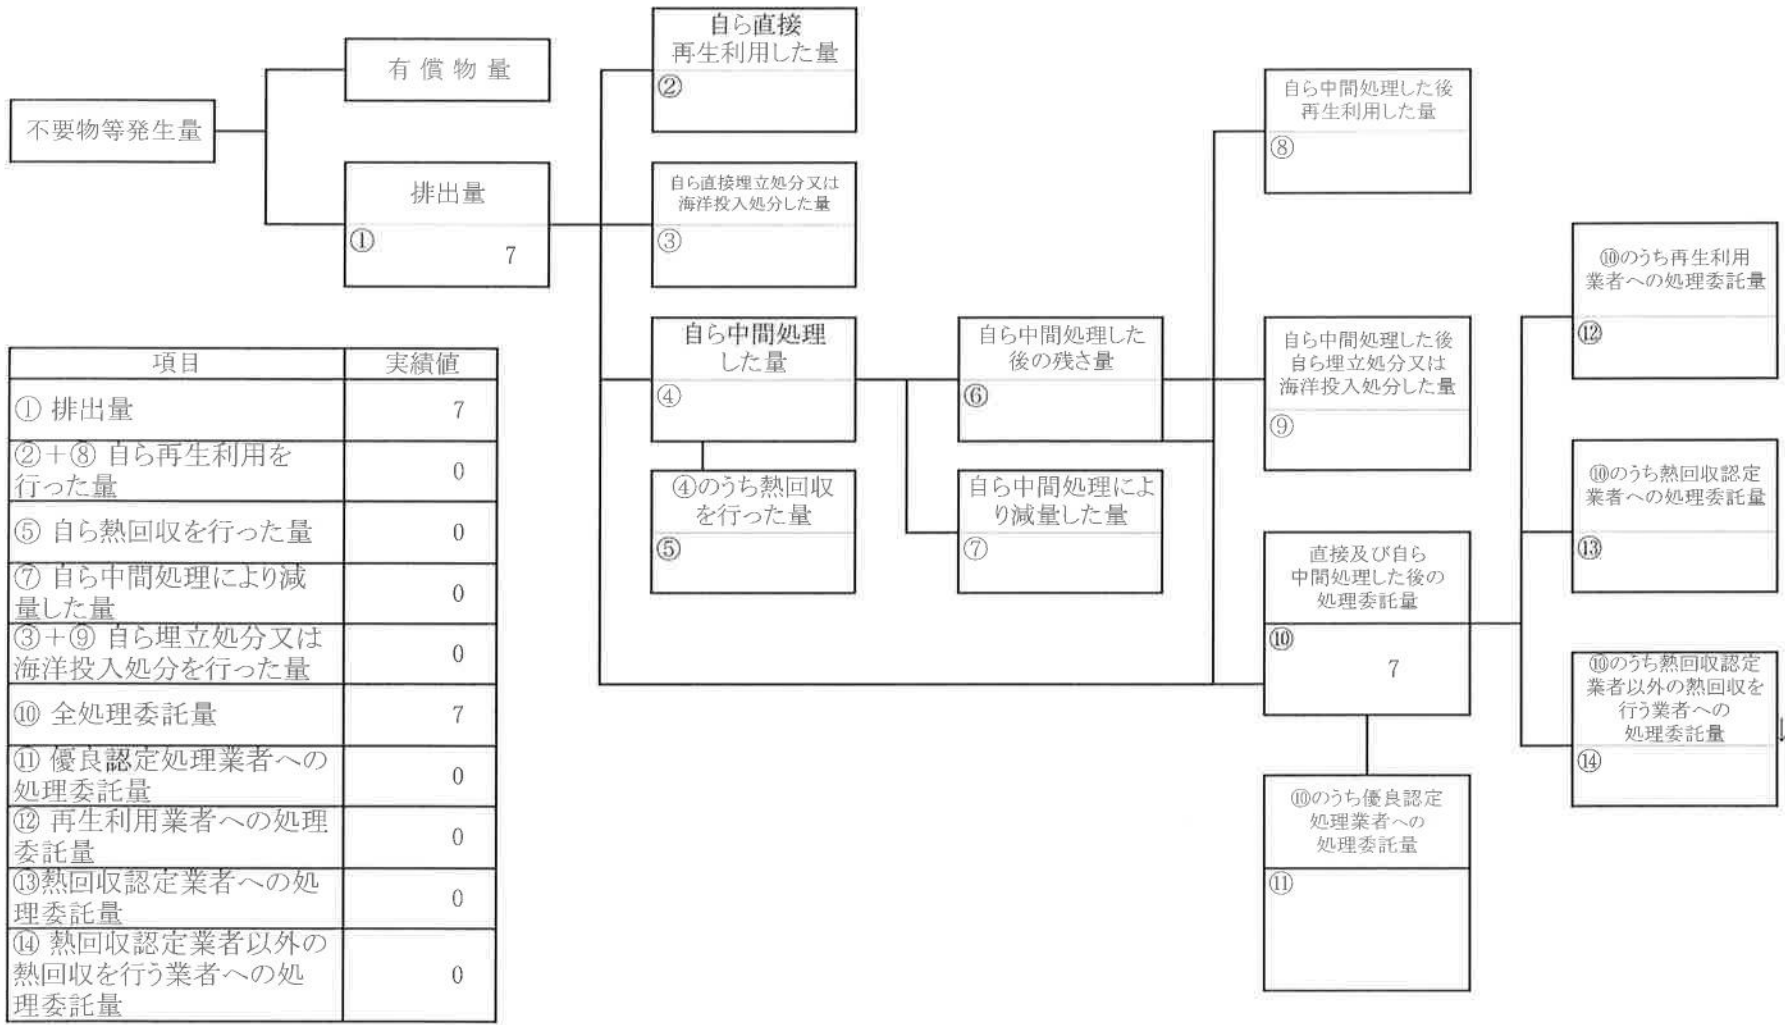 不要物等発生量
有 償 物 量
排出量
①
7
自ら直接
再生利用した量
②
自ら直接埋立処分又は
海洋投入処分した量
③
自ら中間処理
した量
④
④のうち熱回収
を行った量
⑤
自ら中間処理した
後の残さ量
⑥
自ら中間処理によ
り減量した量
⑦
自ら中間処理した後
再生利用した量
⑧
自ら中間処理した後
自ら埋立処分又は
海洋投入処分した量
⑨
直接及び自ら
中間処理した後の
処理委託量
⑩
7
⑩のうち優良認定
処理業者への
処理委託量
⑪
⑩のうち再生利用
業者への処理委託量
⑫
⑩のうち熱回収認定
業者への処理委託量
⑬
⑩のうち熱回収認定
業者以外の熱回収を
行う業者への
処理委託量
⑭
項目 実績値
① 排出量 7
②+⑧ 自ら再生利用を
行った量 0
⑤ 自ら熱回収を行った量 0
⑦ 自ら中間処理により減
量した量 0
③+⑨ 自ら埋立処分又は
海洋投入処分を行った量 0
⑩ 全処理委託量 7
⑪ 優良認定処理業者への
処理委託量 0
⑫ 再生利用業者への処理
委託量 0
⑬熱回収認定業者への処
理委託量 0
⑭ 熱回収認定業者以外の
熱回収を行う業者への処
理委託量 0